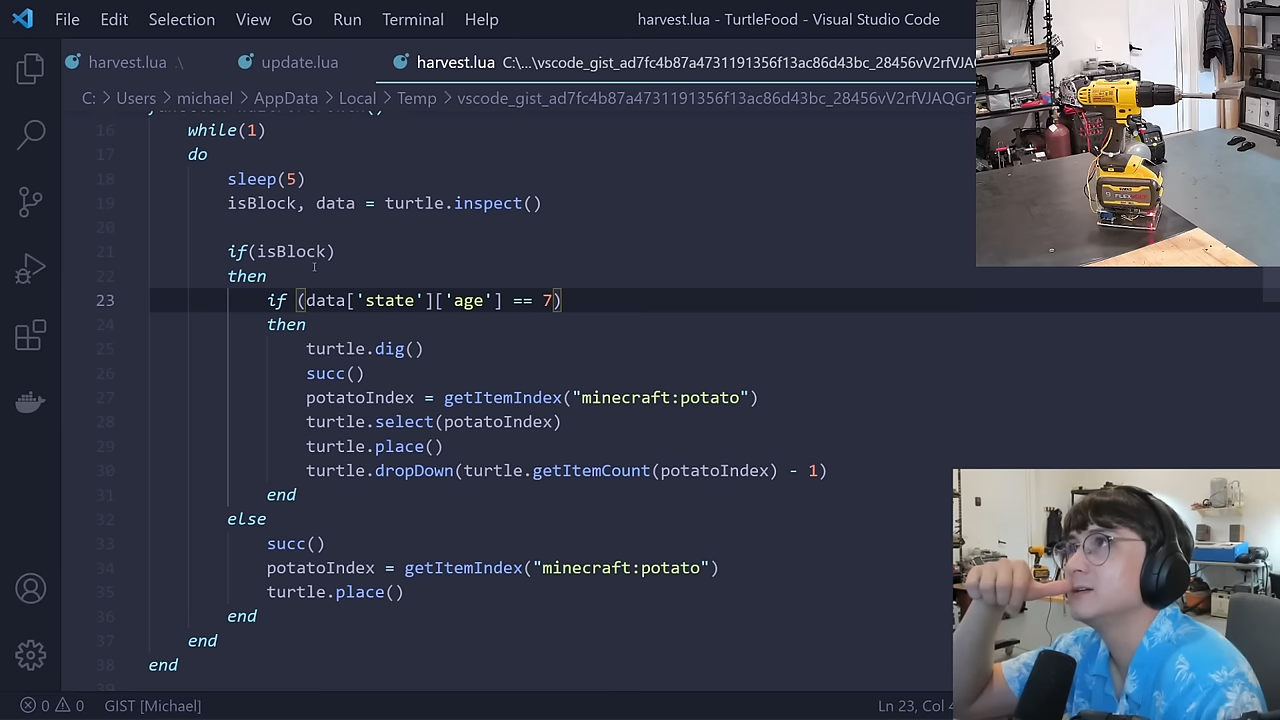 File Edit Selection View Go Run Terminal Help harvest.lua - TurtleFood - Visual Studio Code
harvest.lua .\ update.lua harvest.lua C:\...\vscode_gist_ad7fc4b87a4731191356f13ac86d43bc_28456vV2rfVJA
C: > Users > michael > AppData > Local > Temp > vscode_gist_ad7fc4b87a4731191356f13ac86d43bc_28456vV2rfVJAQGr
16 while(1)
17 do
18 sleep(5)
19 isBlock, data = turtle.inspect()
20
21 if(isBlock)
22 then
23 if (data['state']['age'] == 7)
24 then
25 turtle.dig()
26 succ()
27 potatoIndex = getItemIndex("minecraft:potato")
28 turtle.select(potatoIndex)
29 turtle.place()
30 turtle.dropDown(turtle.getItemCount(potatoIndex) - 1)
31 end
32 else
33 succ()
34 potatoIndex = getItemIndex("minecraft:potato")
35 turtle.place()
36 end
37 end
38 end
0 0 GIST [Michael] Ln 23, Col